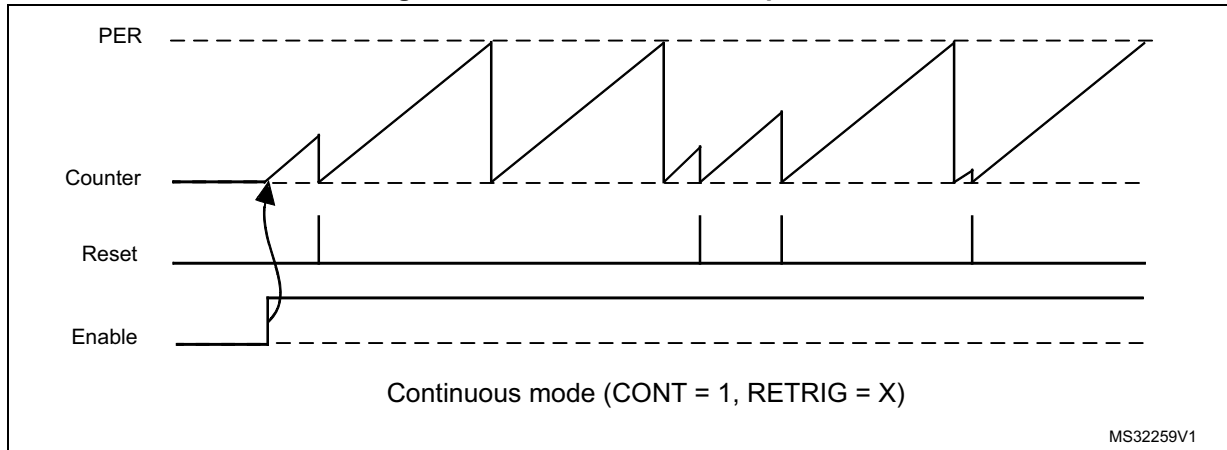 PER
Counter
Reset
Enable
Continuous mode (CONT = 1, RETRIG = X)
MS32259V1